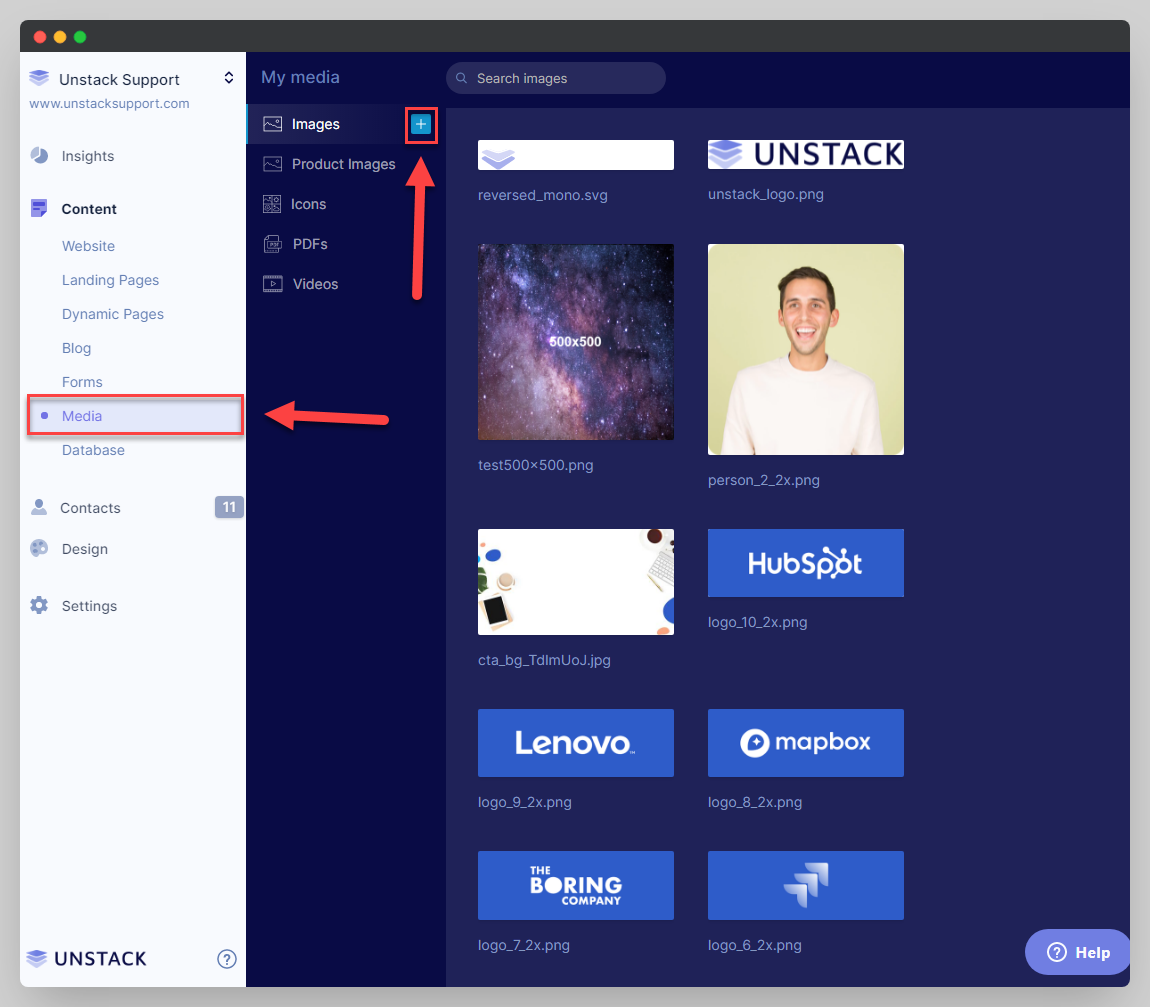 Unstack Support
www.unstacksupport.com
Insights
Content
Website
Landing Pages
Dynamic Pages
Blog
Forms
Media
Database
Contacts
11
Design
Settings
UNSTACK
?
My media
Search images
Images
+
Product Images
Icons
PDF
PDFs
Videos
reversed_mono.svg
UNSTACK
unstack_logo.png
500x500
test500×500.png
person_2_2x.png
cta_bg_TdImUoJ.jpg
HubSpot
logo_10_2x.png
Lenovo™
logo_9_2x.png
mapbox
logo_8_2x.png
THE
BORING
COMPANY
logo_7_2x.png
logo_6_2x.png
? Help